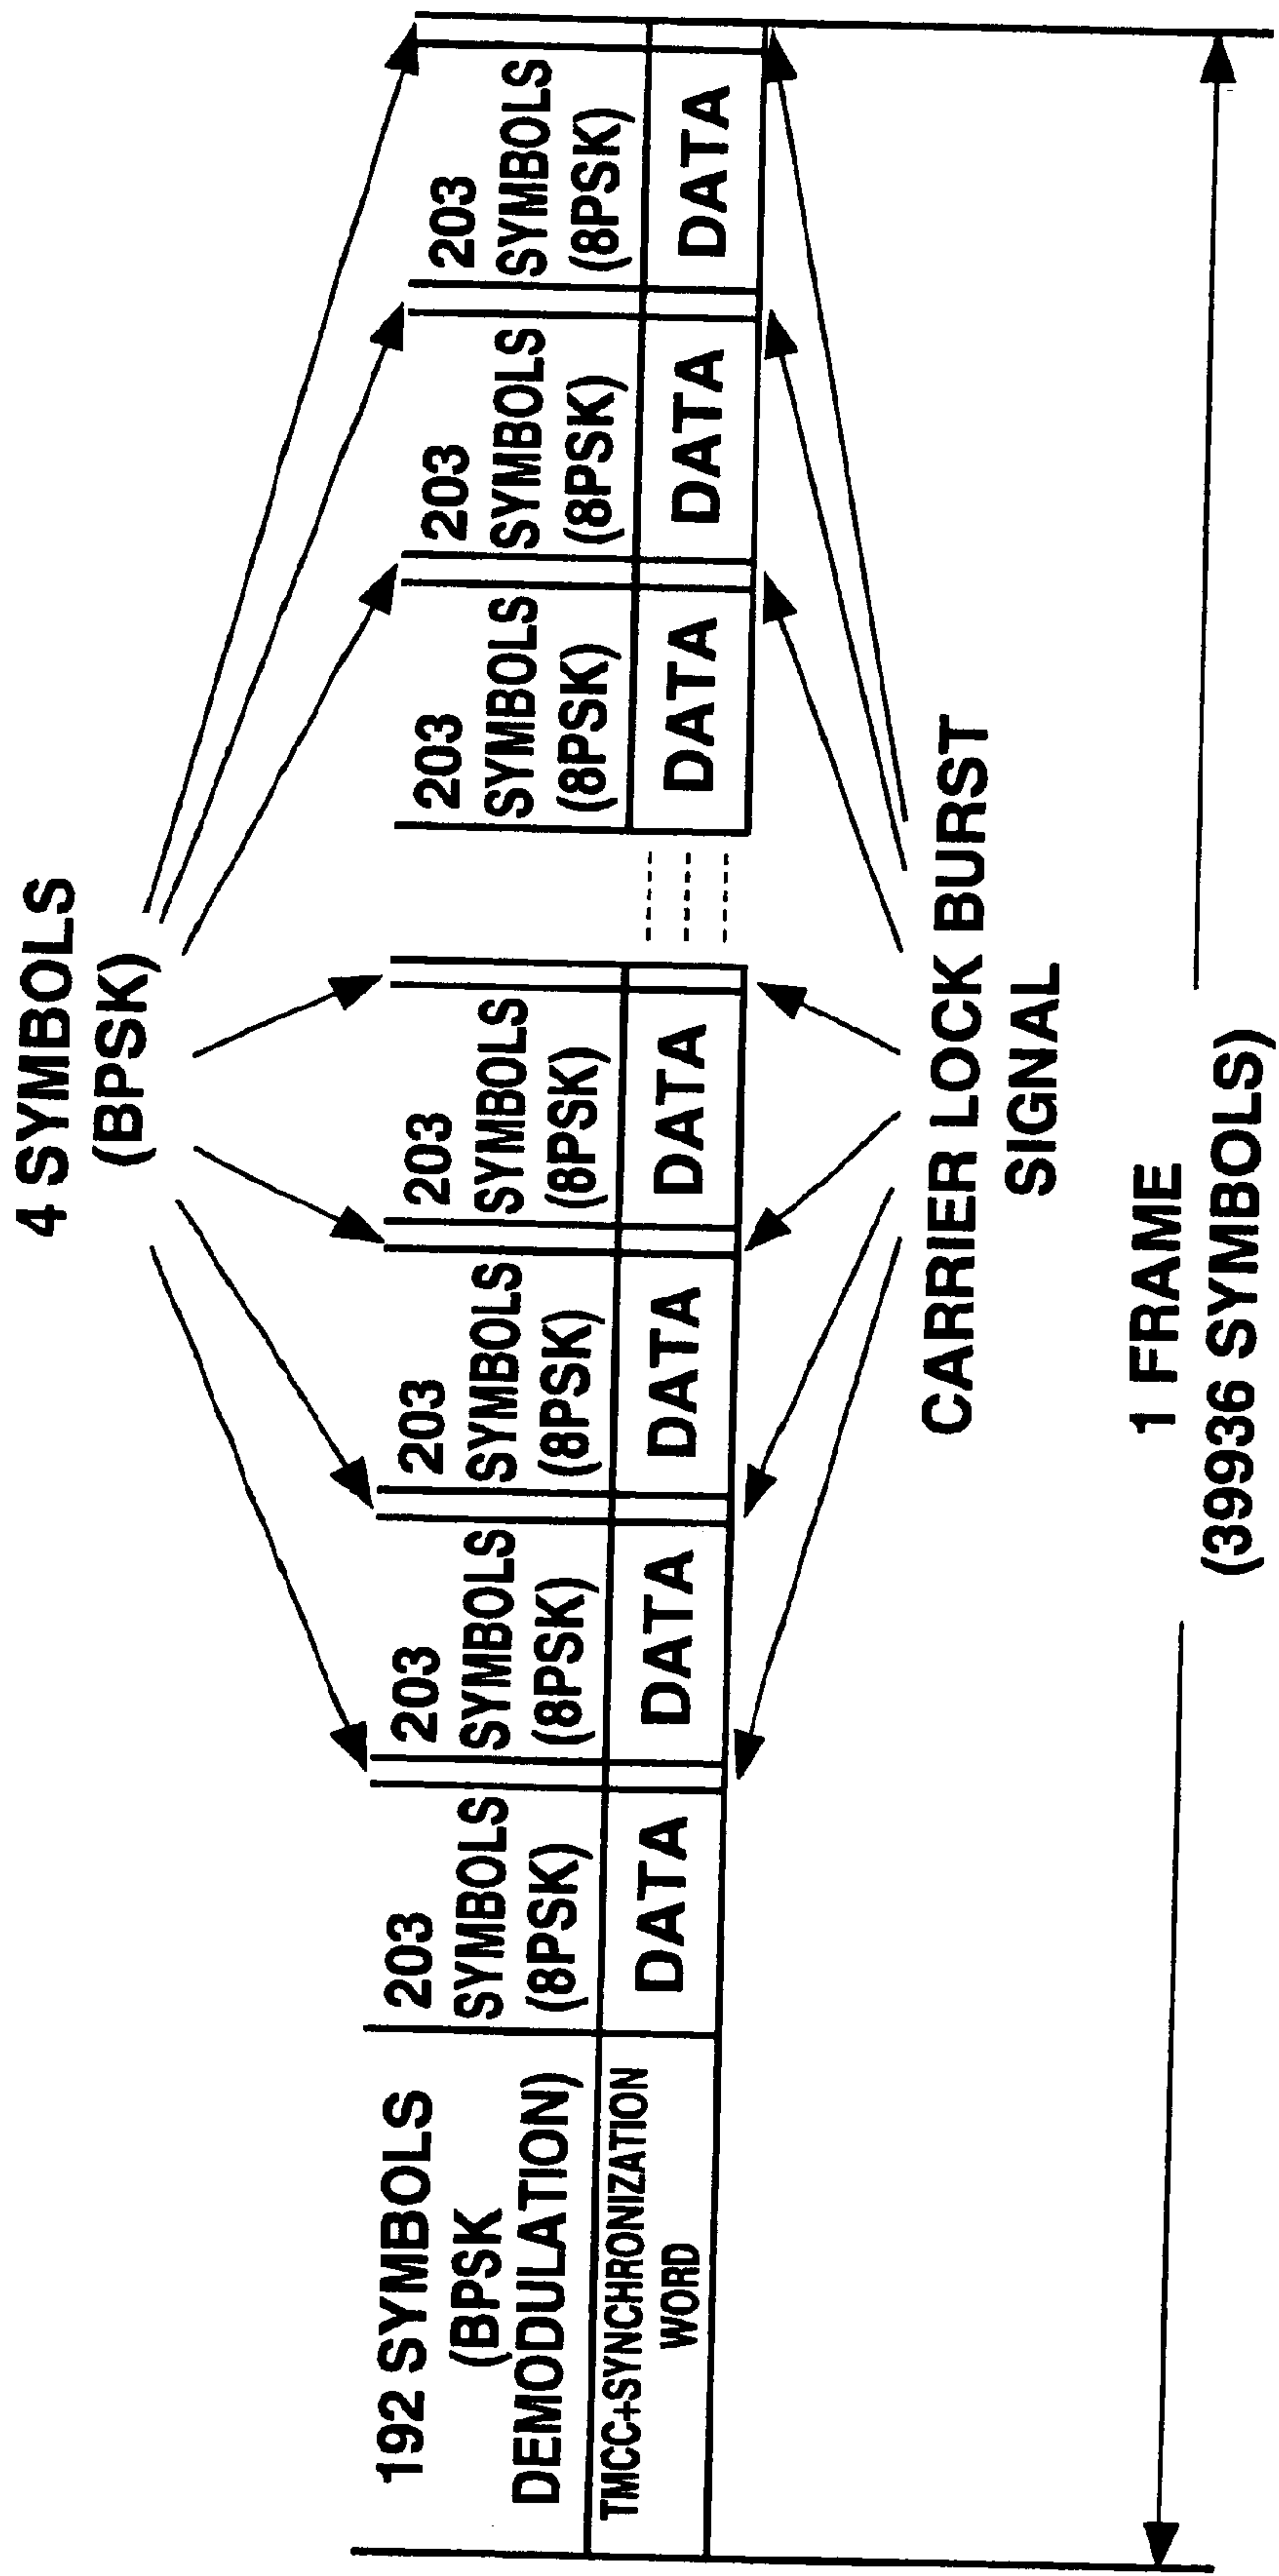 4 SYMBOLS
(BPSK)
192 SYMBOLS
(BPSK
DEMODULATION)
203
SYMBOLS
(8PSK)
203
SYMBOLS
(8PSK)
203
SYMBOLS
(8PSK)
203
SYMBOLS
(8PSK)
203
SYMBOLS
(8PSK)
203
SYMBOLS
(8PSK)
203
SYMBOLS
(8PSK)
TMCC+SYNCHRONIZATION
WORD
DATA
DATA
DATA
DATA
DATA
DATA
DATA
CARRIER LOCK BURST
SIGNAL
1 FRAME
(39936 SYMBOLS)